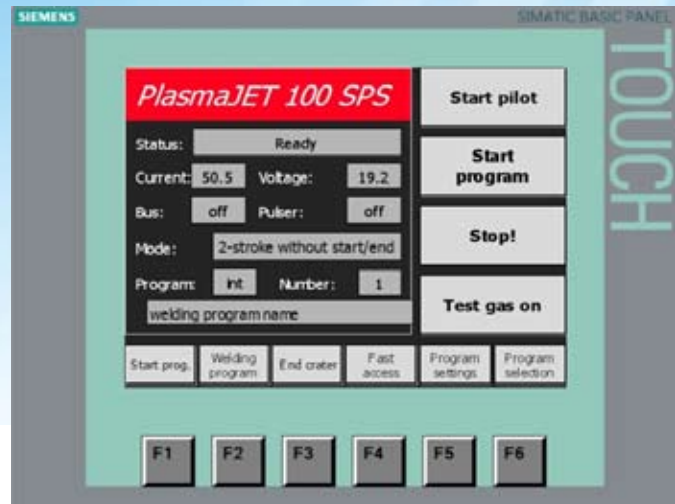 SIEMENS
SIMATIC BASIC PANEL
TOUCH
PlasmaJET 100 SPS
Status: Ready
Current: 50.5 Voltage: 19.2
Bus: off Pulser: off
Mode: 2-stroke without start/end
Program: int Number: 1
welding program name
Start pilot
Start
program
Stop!
Test gas on
Start prog.
Welding
program
End crater
Fast
access
Program
settings
Program
selection
F1 F2 F3 F4 F5 F6